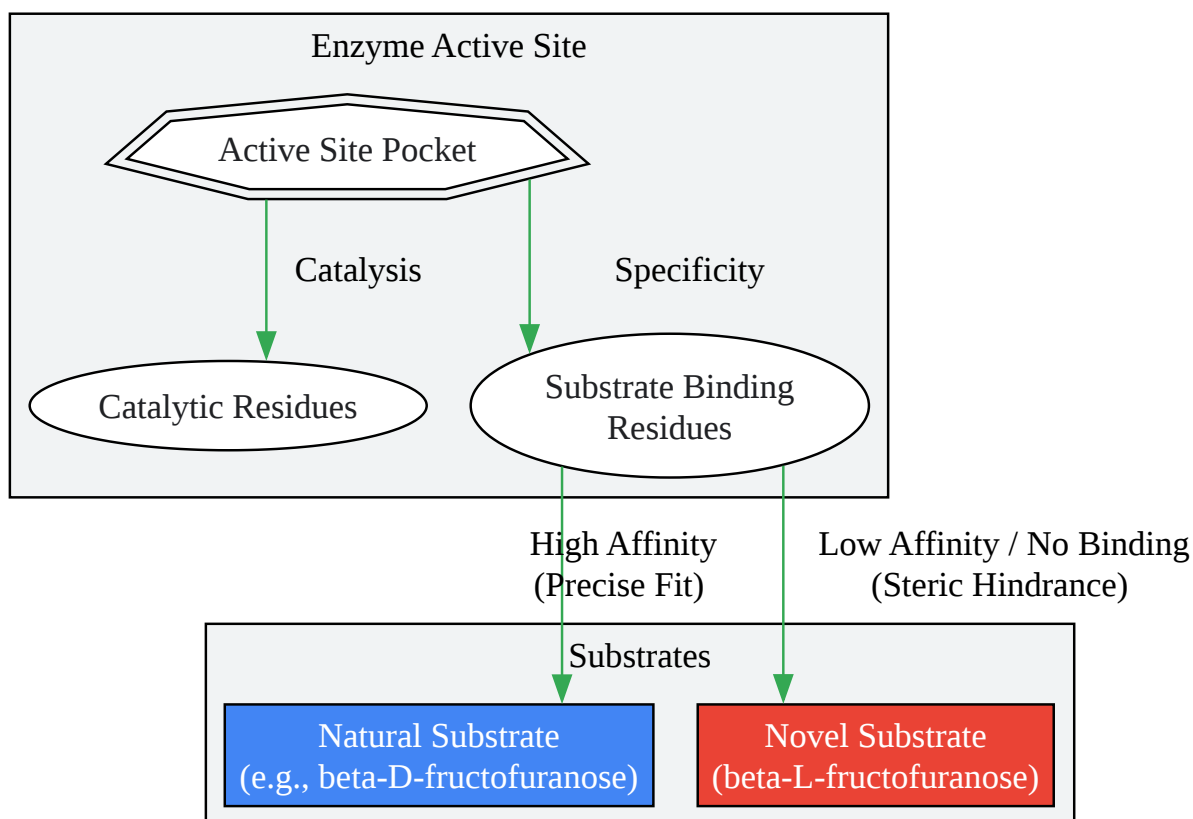 Enzyme Active Site
Active Site Pocket
Catalysis
Specificity
Catalytic Residues
Substrate Binding
Residues
High Affinity
(Precise Fit)
Low Affinity / No Binding
(Steric Hindrance)
Substrates
Natural Substrate
(e.g., beta-D-fructofuranose)
Novel Substrate
(beta-L-fructofuranose)